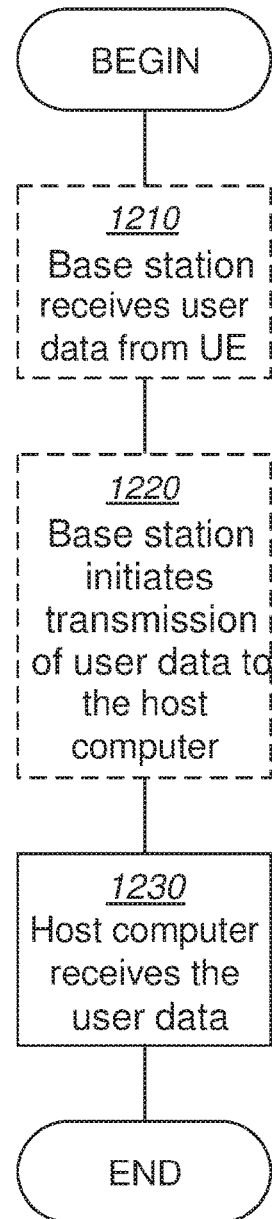 BEGIN
1210
Base station
receives user
data from UE
1220
Base station
initiates
transmission
of user data to
the host
computer
1230
Host computer
receives the
user data
END